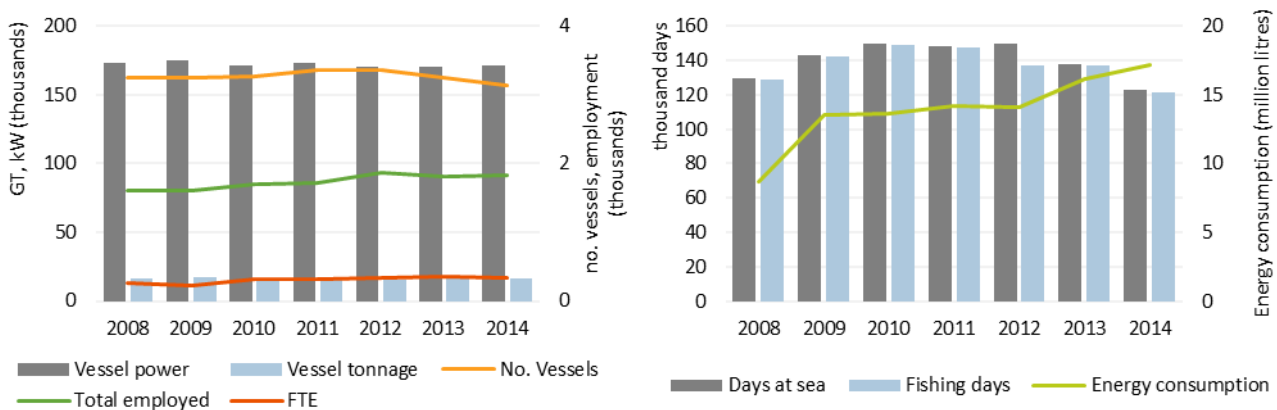 GT, kW (thousands)
200
150
100
50
0
4
2
0
no. vessels, employment
(thousands)
2008 2009 2010 2011 2012 2013 2014
Vessel power Vessel tonnage No. Vessels
Total employed FTE
thousand days
160
140
120
100
80
60
40
20
0
20
15
10
5
0
Energy consumption (million litres)
2008 2009 2010 2011 2012 2013 2014
Days at sea Fishing days Energy consumption